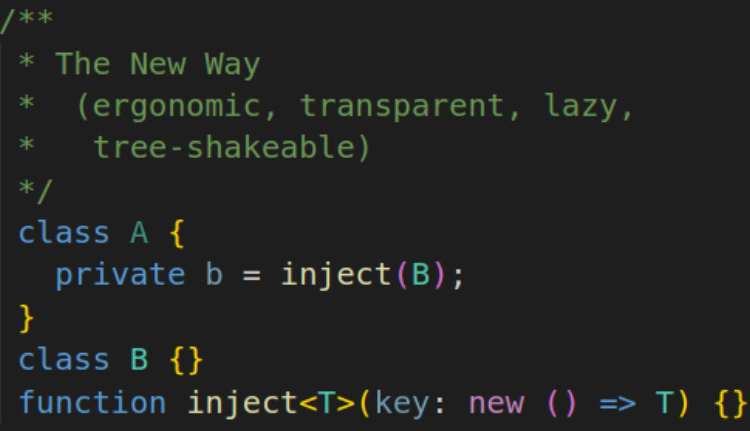 /**
 * The New Way
 *  (ergonomic, transparent, lazy,
 *   tree-shakeable)
 */
 class A {
   private b = inject(B);
 }
 class B {}
 function inject<T>(key: new () => T) {}